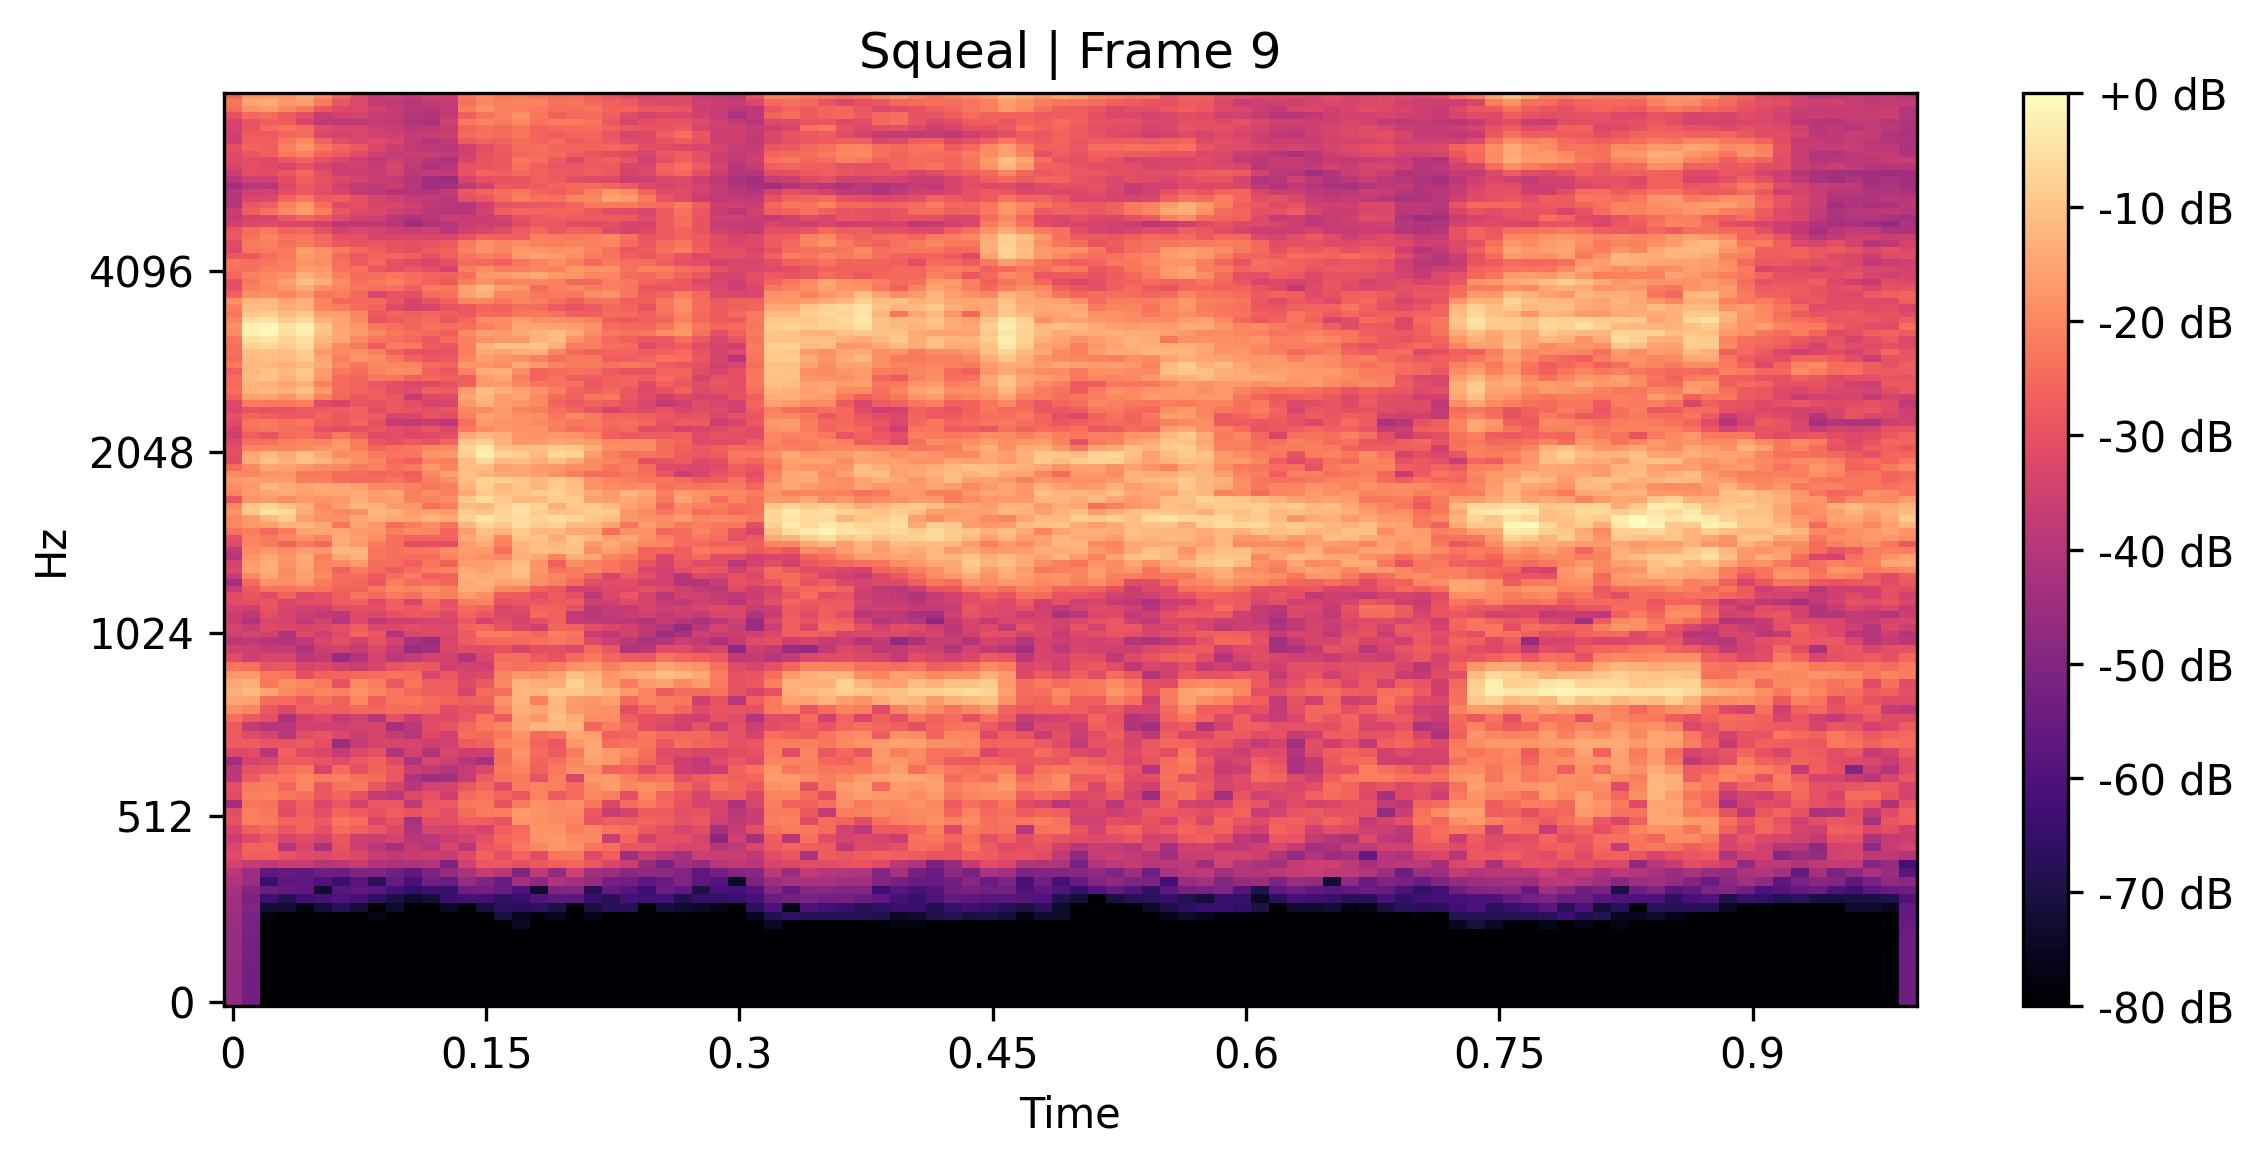 Squeal | Frame 9
Hz
4096
2048
1024
512
0
0 0.15 0.3 0.45 0.6 0.75 0.9
Time
+0 dB
-10 dB
-20 dB
-30 dB
-40 dB
-50 dB
-60 dB
-70 dB
-80 dB